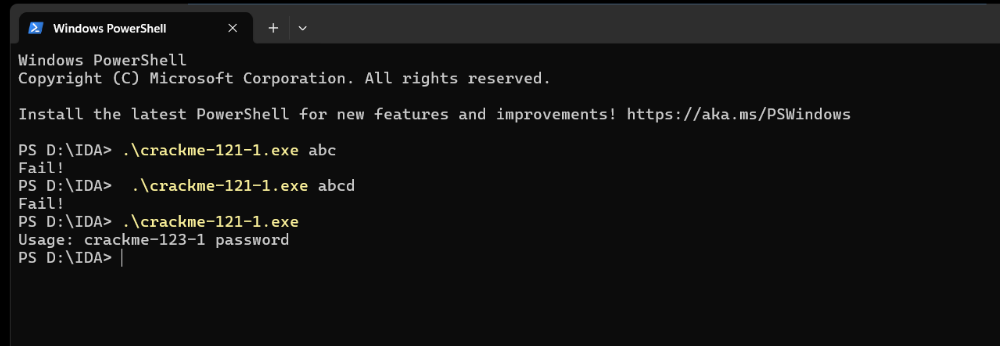 Windows PowerShell
Windows PowerShell
Copyright (C) Microsoft Corporation. All rights reserved.
Install the latest PowerShell for new features and improvements! https://aka.ms/PSWindows
PS D:\IDA> .\crackme-121-1.exe abc
Fail!
PS D:\IDA>  .\crackme-121-1.exe abcd
Fail!
PS D:\IDA> .\crackme-121-1.exe
Usage: crackme-123-1 password
PS D:\IDA>